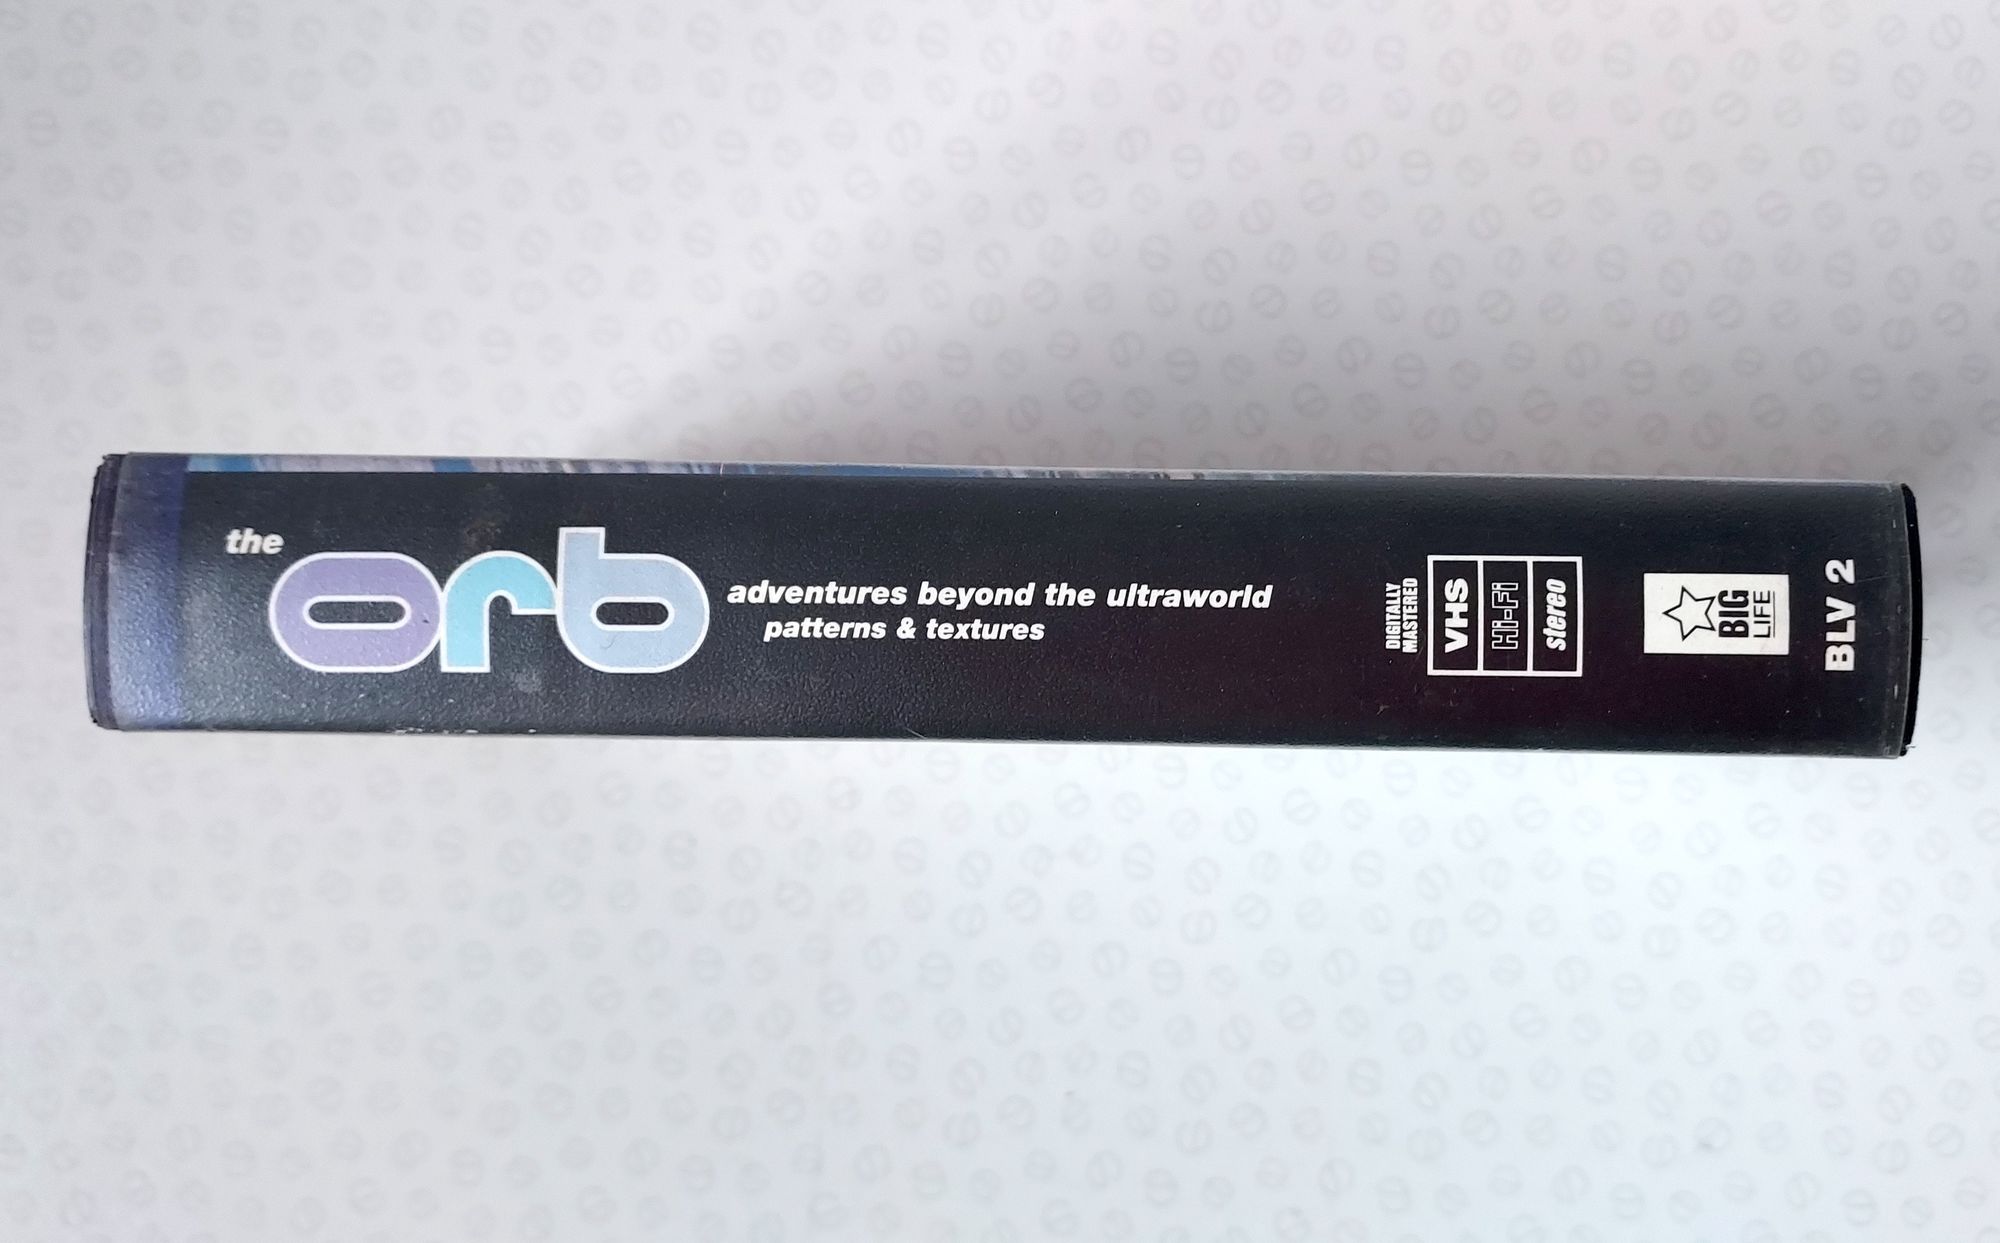 the
orb
adventures beyond the ultraworld
patterns & textures
DIGITALLY
MASTERED
VHS
Hi-Fi
stereo
BIG
LIFE
BLV 2